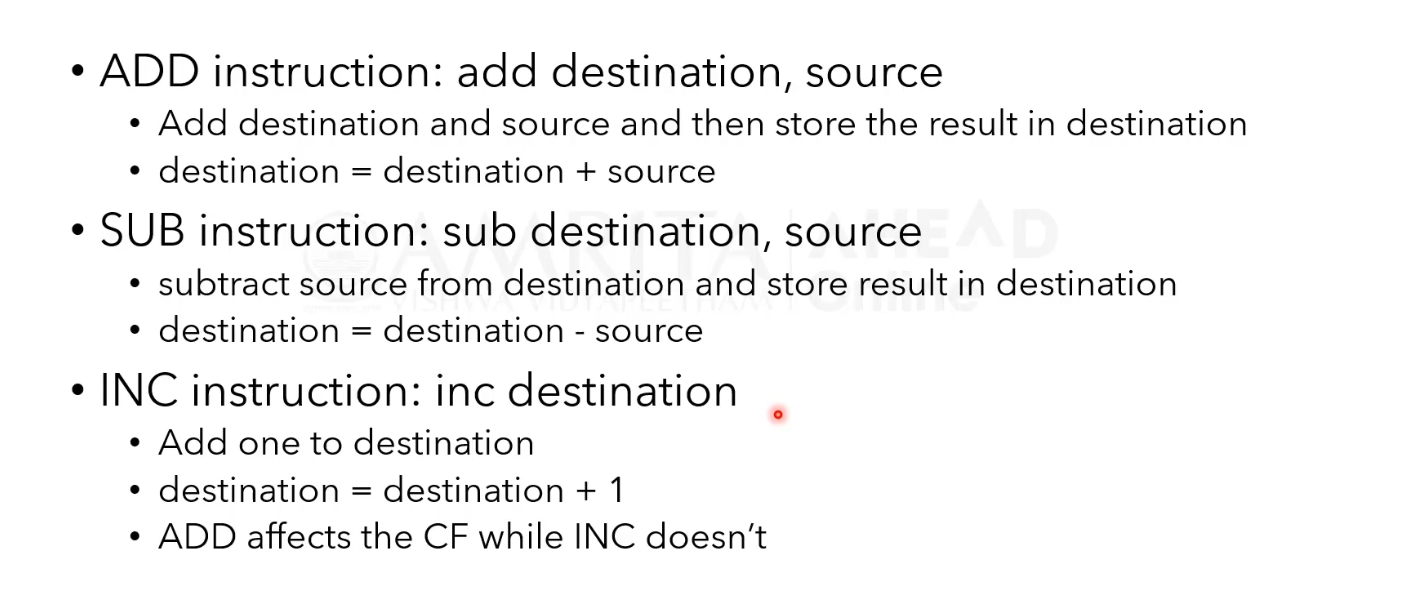 • ADD instruction: add destination, source
• Add destination and source and then store the result in destination
• destination = destination + source
• SUB instruction: sub destination, source
• subtract source from destination and store result in destination
• destination = destination - source
• INC instruction: inc destination
• Add one to destination
• destination = destination + 1
• ADD affects the CF while INC doesn’t
AMRITA AHEAD
VISHWA VIDYAPEETHAM Online